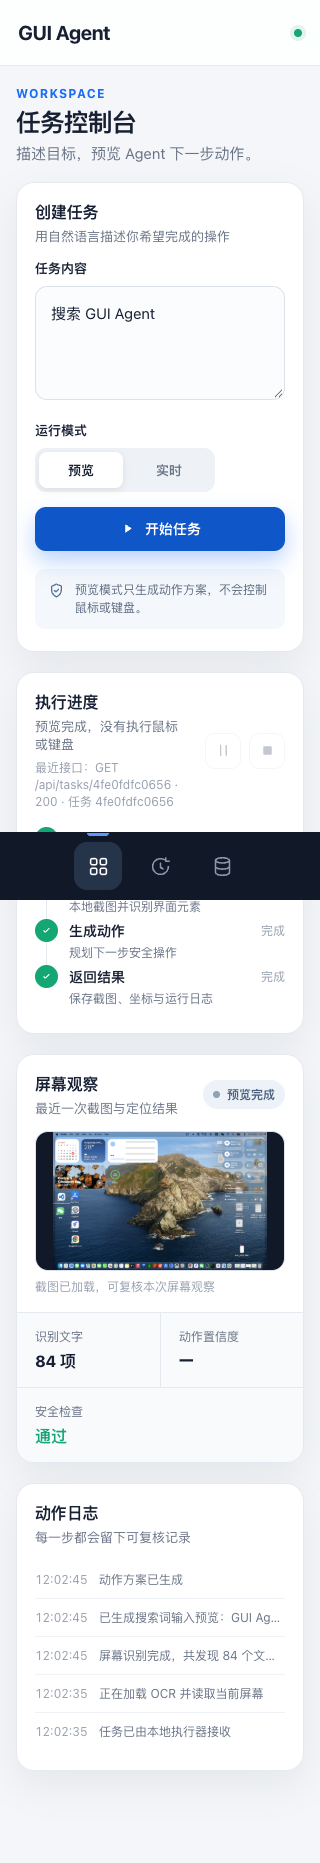 GUI Agent
WORKSPACE
任务控制台
描述目标，预览 Agent 下一步动作。
创建任务
用自然语言描述你希望完成的操作
任务内容
搜索 GUI Agent
运行模式
预览
实时
开始任务
预览模式只生成动作方案，不会控制
鼠标或键盘。
执行进度
预览完成，没有执行鼠标
或键盘
最近接口：GET
/api/tasks/4fe0fdfc0656 ·
200 · 任务 4fe0fdfc0656
本地截图并识别界面元素
生成动作
完成
规划下一步安全操作
返回结果
完成
保存截图、坐标与运行日志
屏幕观察
最近一次截图与定位结果
预览完成
截图已加载，可复核本次屏幕观察
识别文字
84 项
动作置信度
—
安全检查
通过
动作日志
每一步都会留下可复核记录
12:02:45 动作方案已生成
12:02:45 已生成搜索词输入预览：GUI Ag...
12:02:45 屏幕识别完成，共发现 84 个文...
12:02:35 正在加载 OCR 并读取当前屏幕
12:02:35 任务已由本地执行器接收